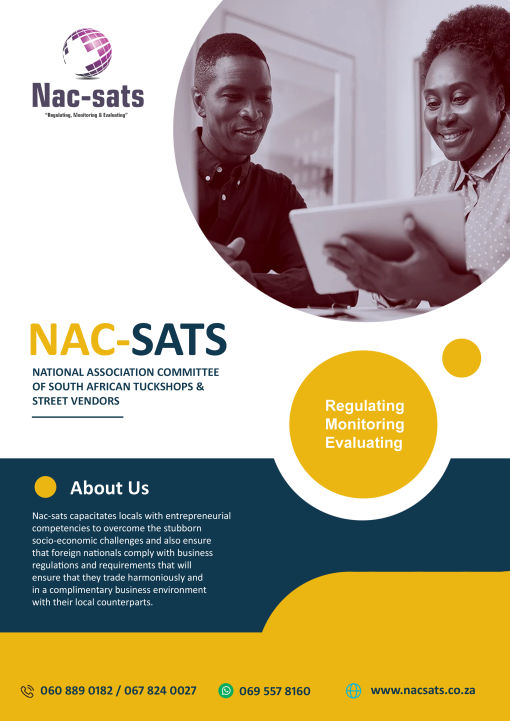 Nac-sats
"Regulating, Monitoring & Evaluating"
NAC-SATS
NATIONAL ASSOCIATION COMMITTEE
OF SOUTH AFRICAN TUCKSHOPS &
STREET VENDORS
Regulating
Monitoring
Evaluating
About Us
Nac-sats capacitates locals with entrepreneurial
competencies to overcome the stubborn
socio-economic challenges and also ensure
that foreign nationals comply with business
regulations and requirements that will
ensure that they trade harmoniously and
in a complimentary business environment
with their local counterparts.
060 889 0182 / 067 824 0027
069 557 8160
www.nacsats.co.za